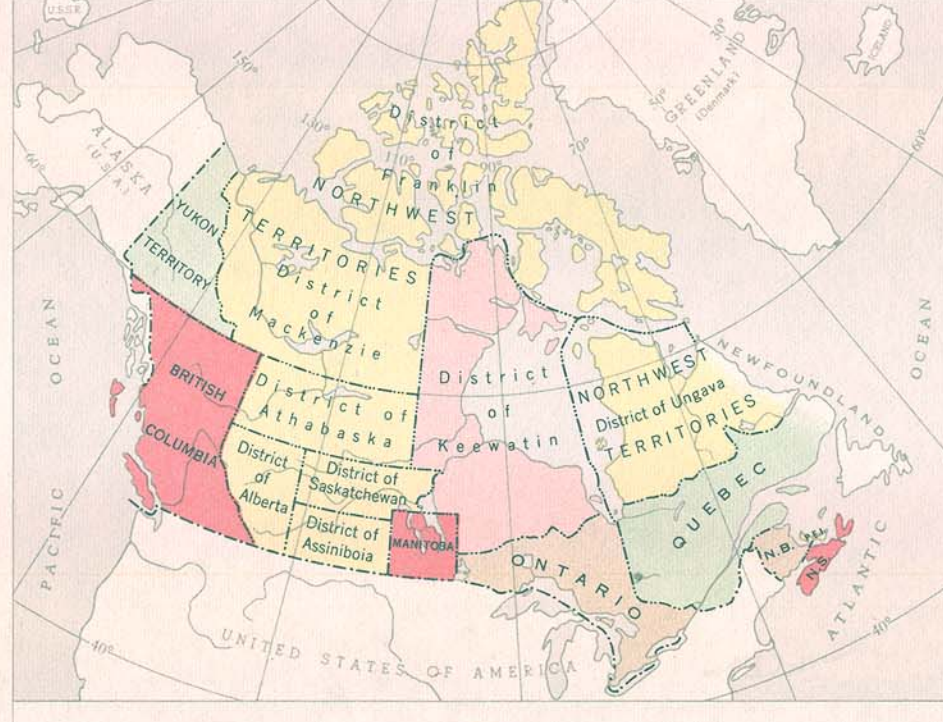 U.S.S.R.
150°
30°
ICELAND
GREENLAND
(Denmark)
50°
60°
ALASKA
(U.S.A.)
60°
130°
110°
90°
70°
District
of
Franklin
NORTHWEST
TERRITORIES
YUKON
TERRITORY
District
of
Mackenzie
PACIFIC OCEAN
ATLANTIC OCEAN
BRITISH
COLUMBIA
District of
Athabaska
District
of
Keewatin
NORTHWEST
District of Ungava
TERRITORIES
NEWFOUNDLAND
District
of
Alberta
District of
Saskatchewan
District of
Assiniboia
MANITOBA
ONTARIO
QUEBEC
N.B.
P.E.I.
N.S.
40°
40°
UNITED STATES OF AMERICA